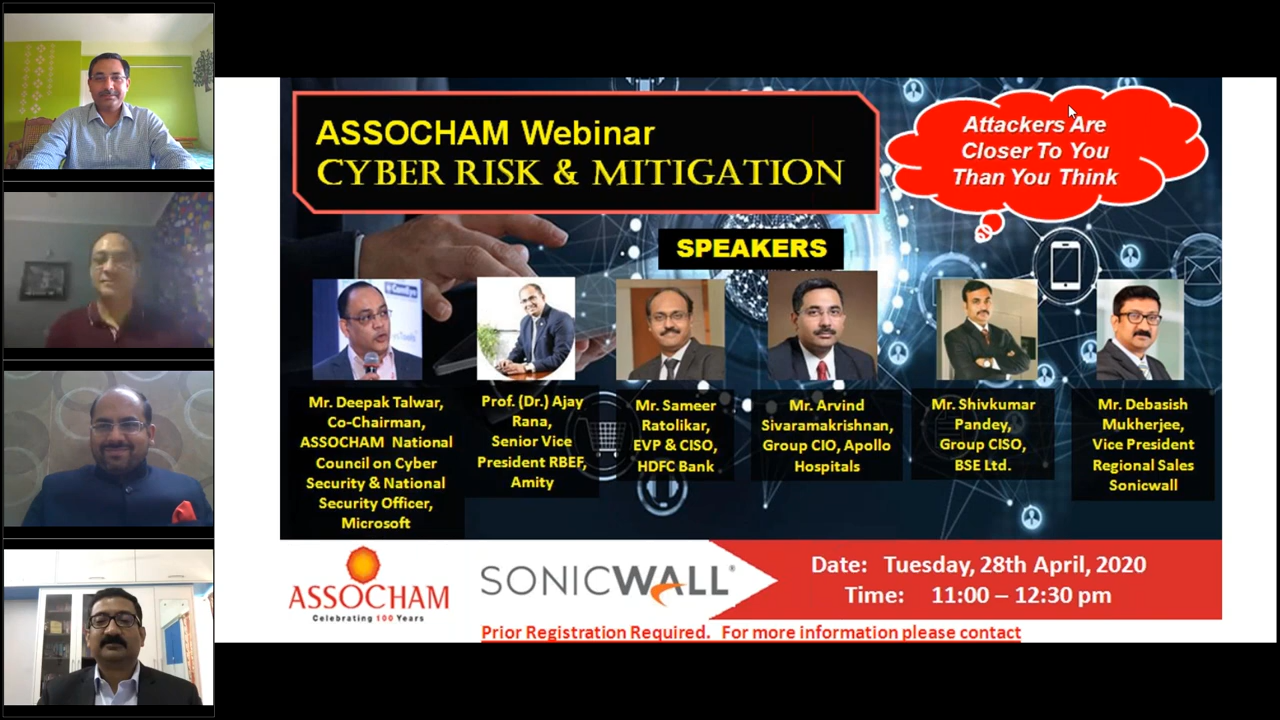 ASSOCHAM Webinar
CYBER RISK & MITIGATION
Attackers Are
Closer To You
Than You Think
SPEAKERS
Mr. Deepak Talwar,
Co-Chairman,
ASSOCHAM National
Council on Cyber
Security & National
Security Officer,
Microsoft
Prof. (Dr.) Ajay
Rana,
Senior Vice
President RBEF,
Amity
Mr. Sameer
Ratolikar,
EVP & CISO,
HDFC Bank
Mr. Arvind
Sivaramakrishnan,
Group CIO, Apollo
Hospitals
Mr. Shivkumar
Pandey,
Group CISO,
BSE Ltd.
Mr. Debasish
Mukherjee,
Vice President
Regional Sales
Sonicwall
ASSOCHAM
Celebrating 100 Years
SONICWALL®
Date: Tuesday, 28th April, 2020
Time: 11:00 – 12:30 pm
Prior Registration Required. For more information please contact